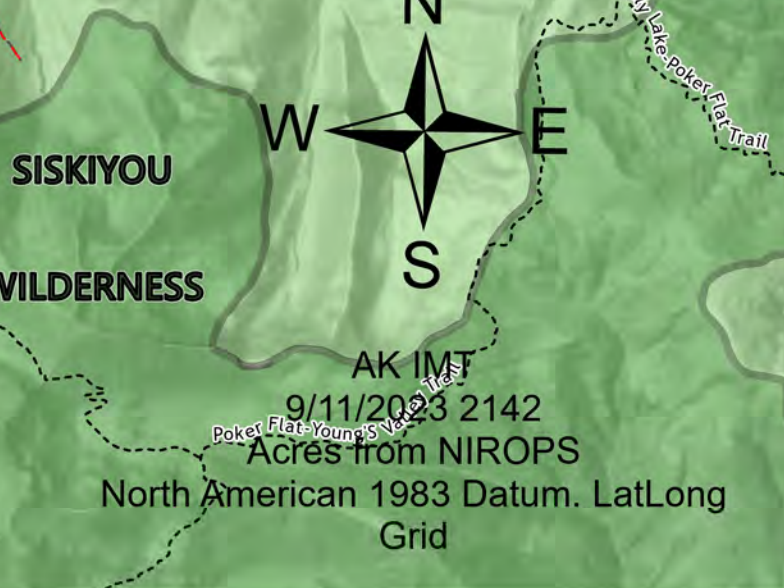 N
Lake-Poker Flat Trail
W
E
SISKIYOU
S
WILDERNESS
AK IMT
9/11/2023 2142
Poker Flat-Young'S Valley Trail
Acres from NIROPS
North American 1983 Datum. LatLong
Grid